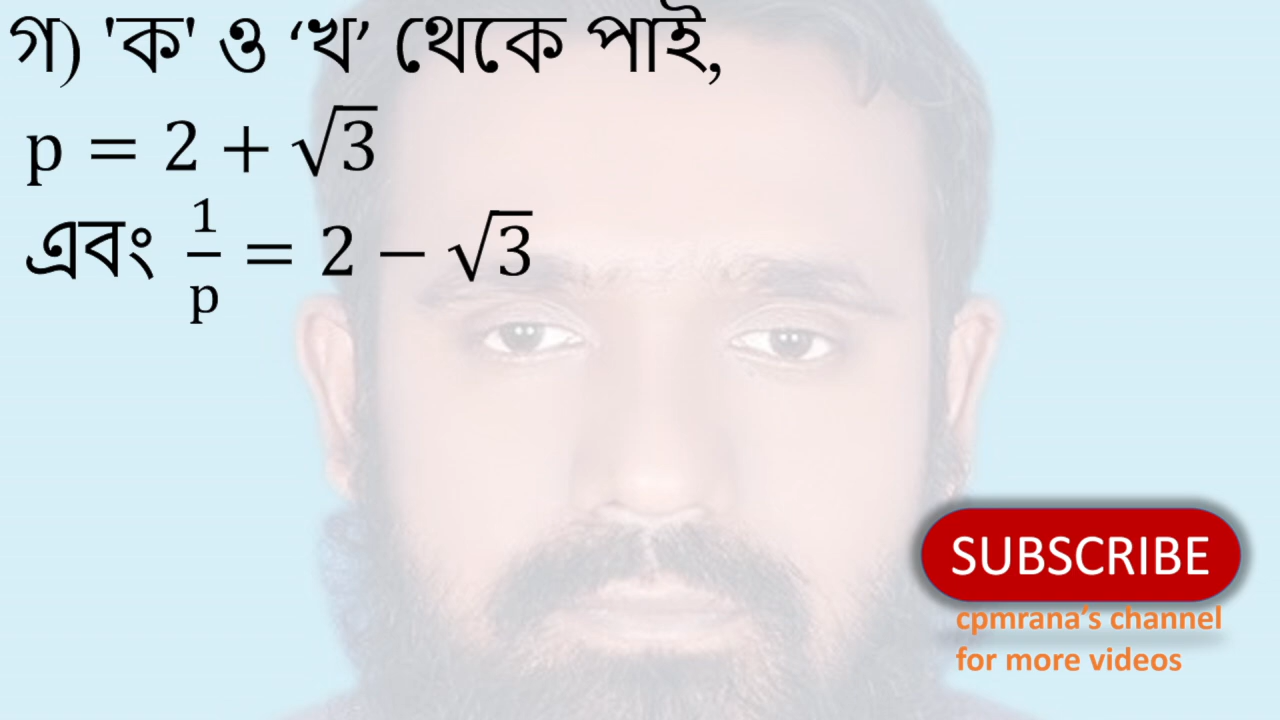 গ) 'ক' ও ‘খ’ থেকে পাই,
p = 2 + √3
এবং 1/p = 2 − √3
SUBSCRIBE
cpmrana’s channel
for more videos